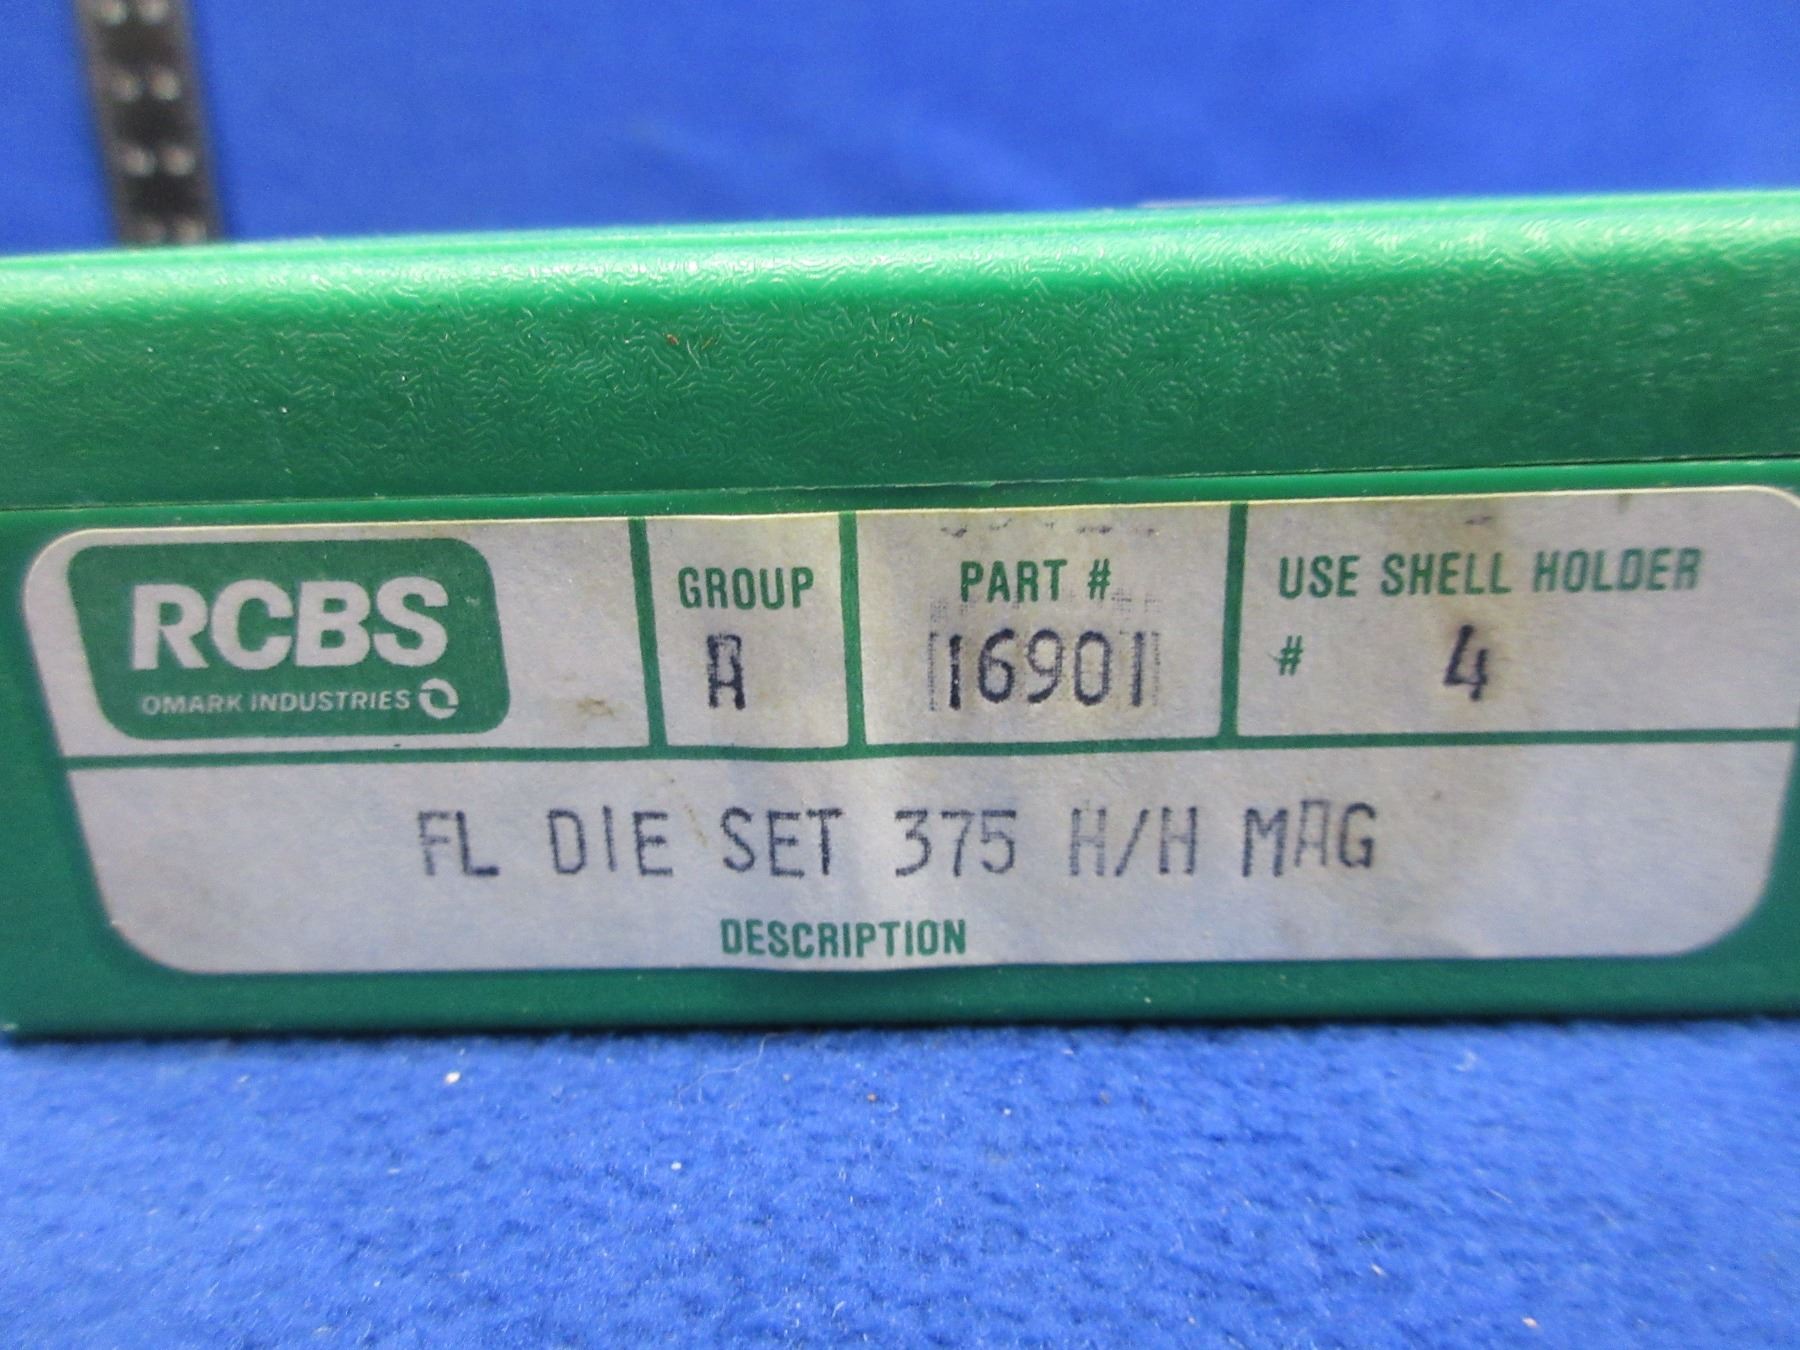 RCBS
OMARK INDUSTRIES
GROUP
A
PART #
16901
USE SHELL HOLDER
# 4
FL DIE SET 375 H/H MAG
DESCRIPTION